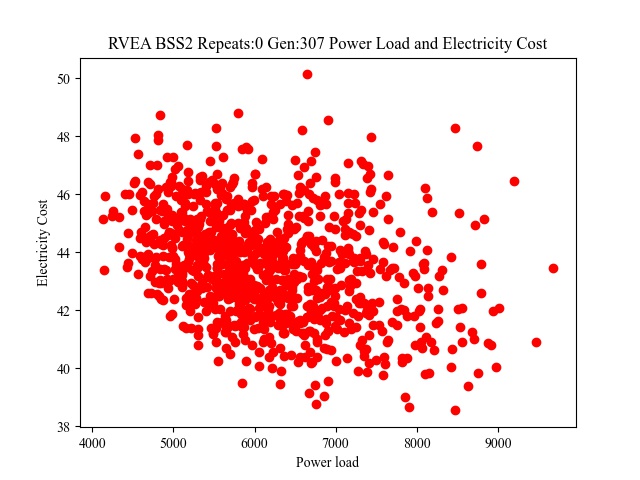 RVEA BSS2 Repeats:0 Gen:307 Power Load and Electricity Cost
50
48
46
44
42
40
38
Electricity Cost
4000 5000 6000 7000 8000 9000
Power load